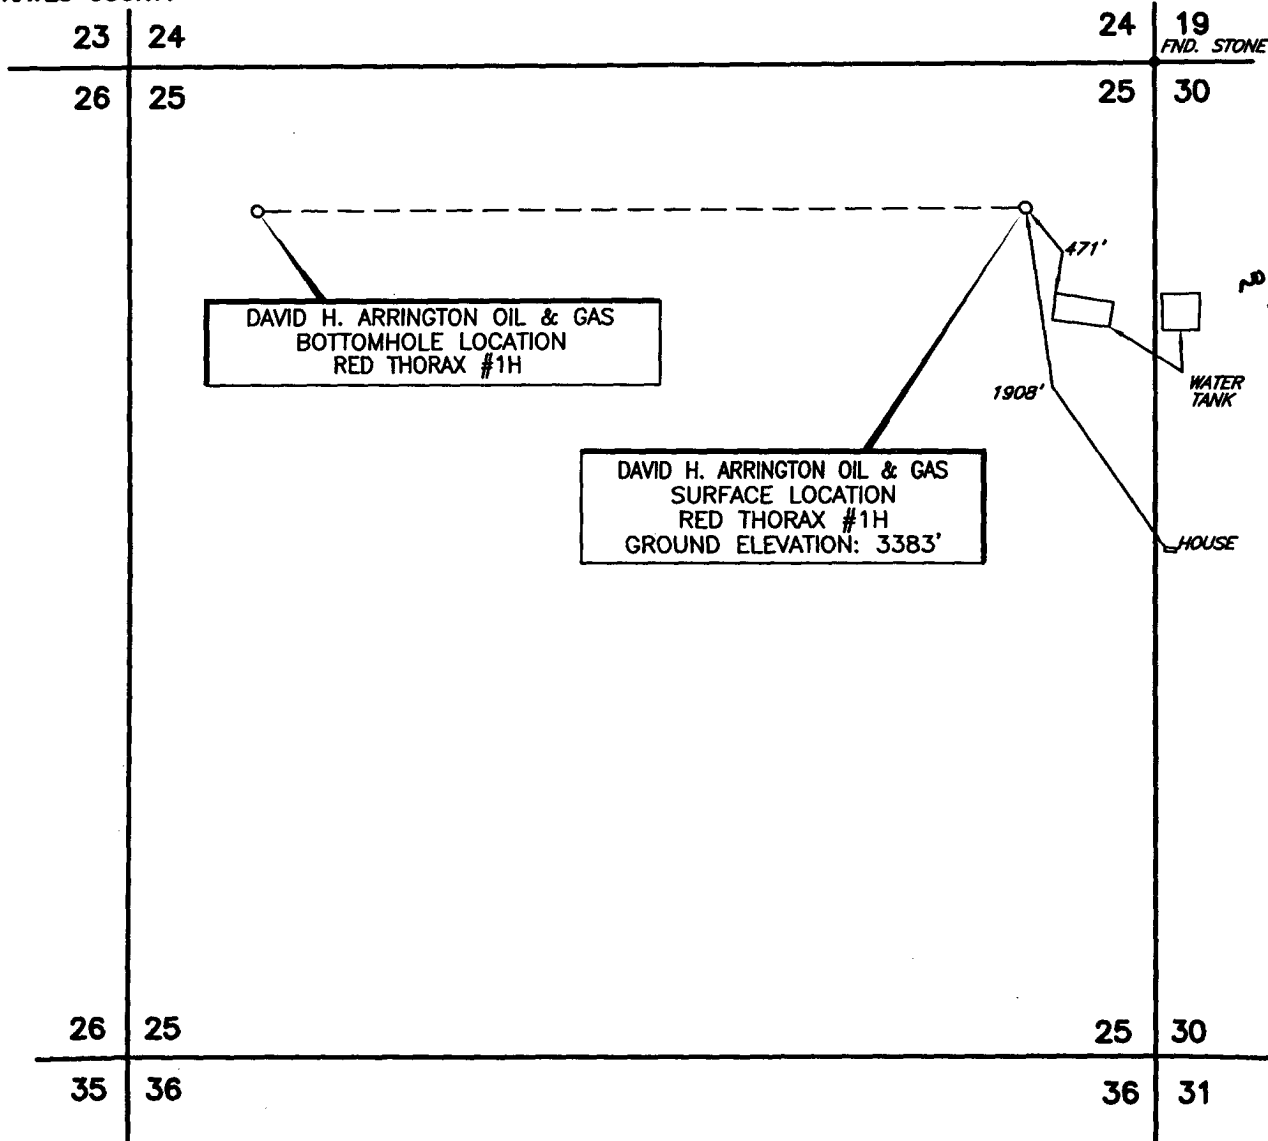 23 24
24 19
FND. STONE
26 25
25 30
471'
DAVID H. ARRINGTON OIL & GAS
BOTTOMHOLE LOCATION
RED THORAX #1H
1908'
WATER
TANK
DAVID H. ARRINGTON OIL & GAS
SURFACE LOCATION
RED THORAX #1H
GROUND ELEVATION: 3383'
HOUSE
26 25
25 30
35 36
36 31